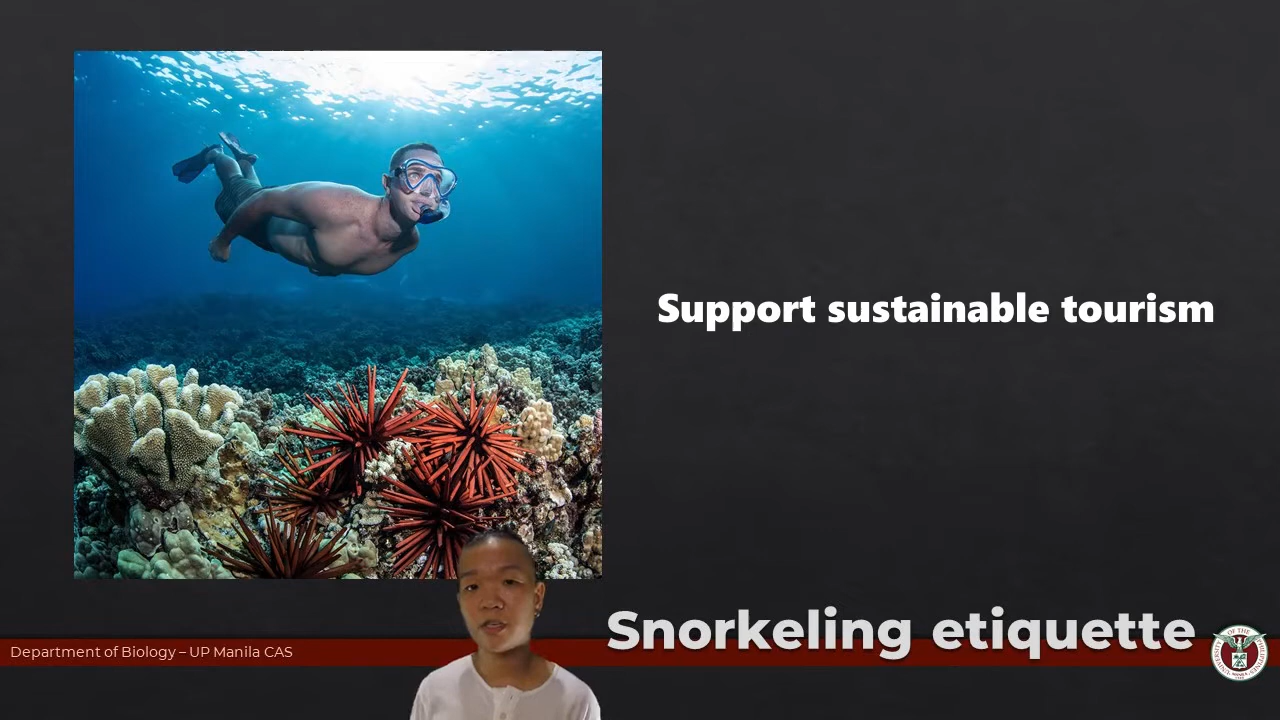 Support sustainable tourism
Snorkeling etiquette
Department of Biology – UP Manila CAS